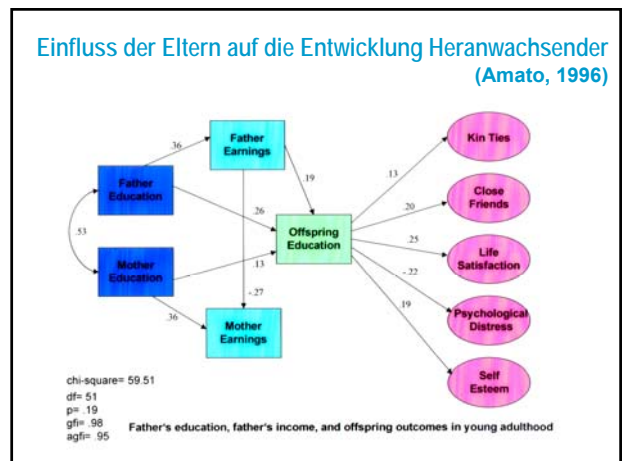 Einfluss der Eltern auf die Entwicklung Heranwachsender
(Amato, 1996)
Father
Earnings
Kin Ties
.36
.13
Father
Education
.19
Close
Friends
.20
.26
Offspring
Education
.25
Life
Satisfaction
.53
.13
-.22
Mother
Education
-.27
.19
Psychological
Distress
.36
Mother
Earnings
Self
Esteem
chi-square= 59.51
df= 51
p= .19
gfi= .98
agfi= .95
Father's education, father's income, and offspring outcomes in young adulthood